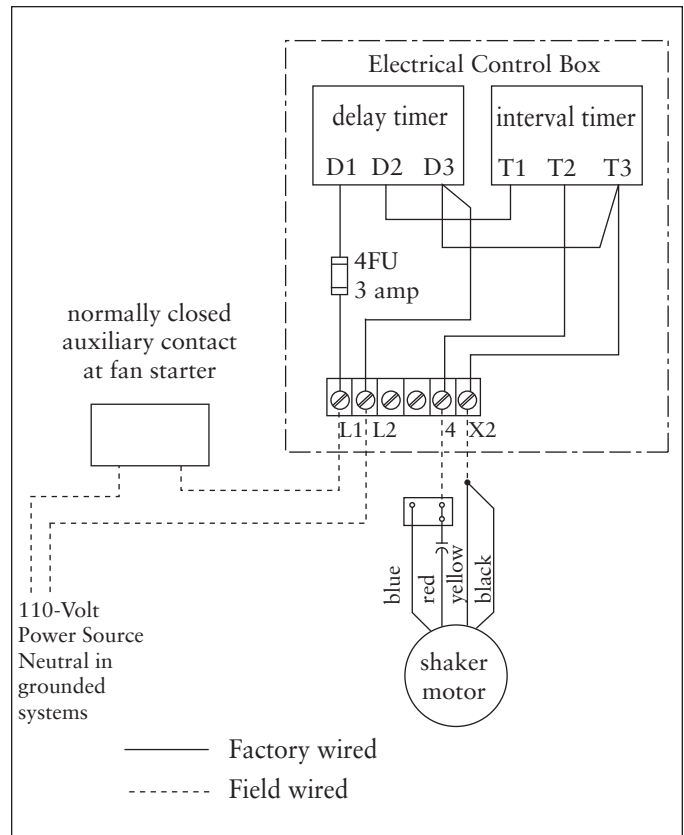 Electrical Control Box
delay timer
interval timer
D1 D2 D3
T1 T2 T3
4FU
3 amp
normally closed
auxiliary contact
at fan starter
L1 L2 4 X2
blue
red
yellow
black
shaker
motor
110-Volt
Power Source
Neutral in
grounded
systems
Factory wired
Field wired